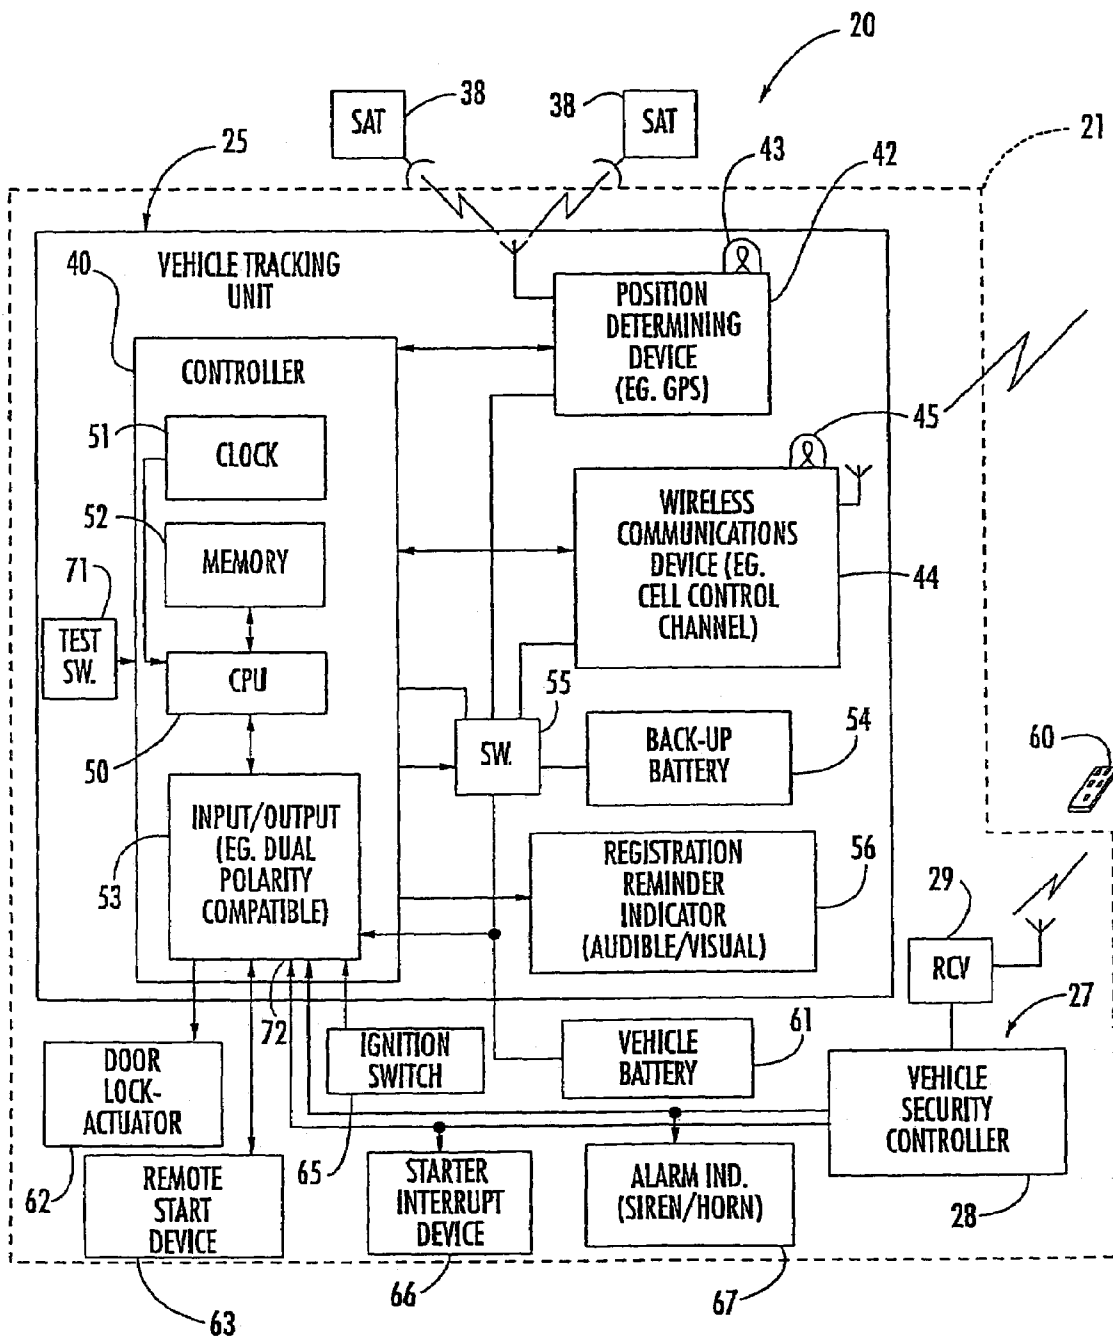 20
38
38
SAT
SAT
21
25
43
42
40
VEHICLE TRACKING
UNIT
POSITION
DETERMINING
DEVICE
(EG. GPS)
CONTROLLER
45
51
CLOCK
WIRELESS
COMMUNICATIONS
DEVICE (EG.
CELL CONTROL
CHANNEL)
44
52
MEMORY
71
TEST
SW.
CPU
50
55
SW.
BACK-UP
BATTERY
54
60
INPUT/OUTPUT
(EG. DUAL
POLARITY
COMPATIBLE)
53
REGISTRATION
REMINDER
INDICATOR
(AUDIBLE/VISUAL)
56
29
RCV
27
72
IGNITION
SWITCH
VEHICLE
BATTERY
61
DOOR
LOCK-
ACTUATOR
VEHICLE
SECURITY
CONTROLLER
62
65
REMOTE
START
DEVICE
STARTER
INTERRUPT
DEVICE
ALARM IND.
(SIREN/HORN)
28
63
66
67